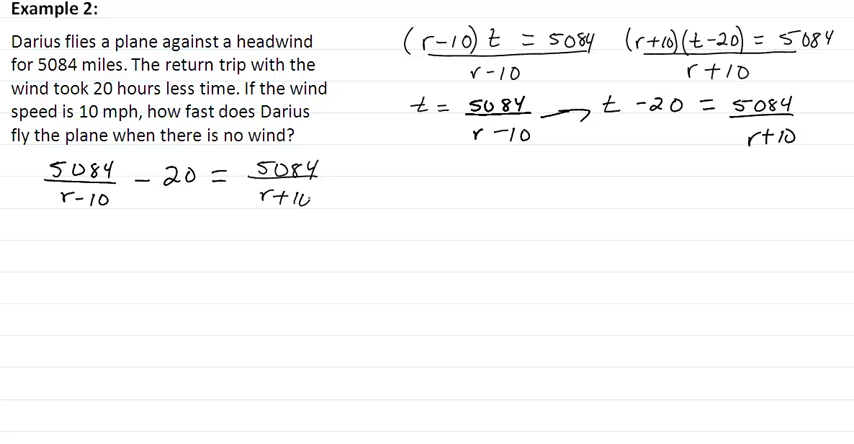 Example 2:
Darius flies a plane against a headwind
for 5084 miles. The return trip with the
wind took 20 hours less time. If the wind
speed is 10 mph, how fast does Darius
fly the plane when there is no wind?
(r-10) t = 5084 (r+10)(t-20) = 5084
r-10 r+10
t = 5084/(r-10) → t -20 = 5084/(r+10)
5084/(r-10) - 20 = 5084/(r+10)